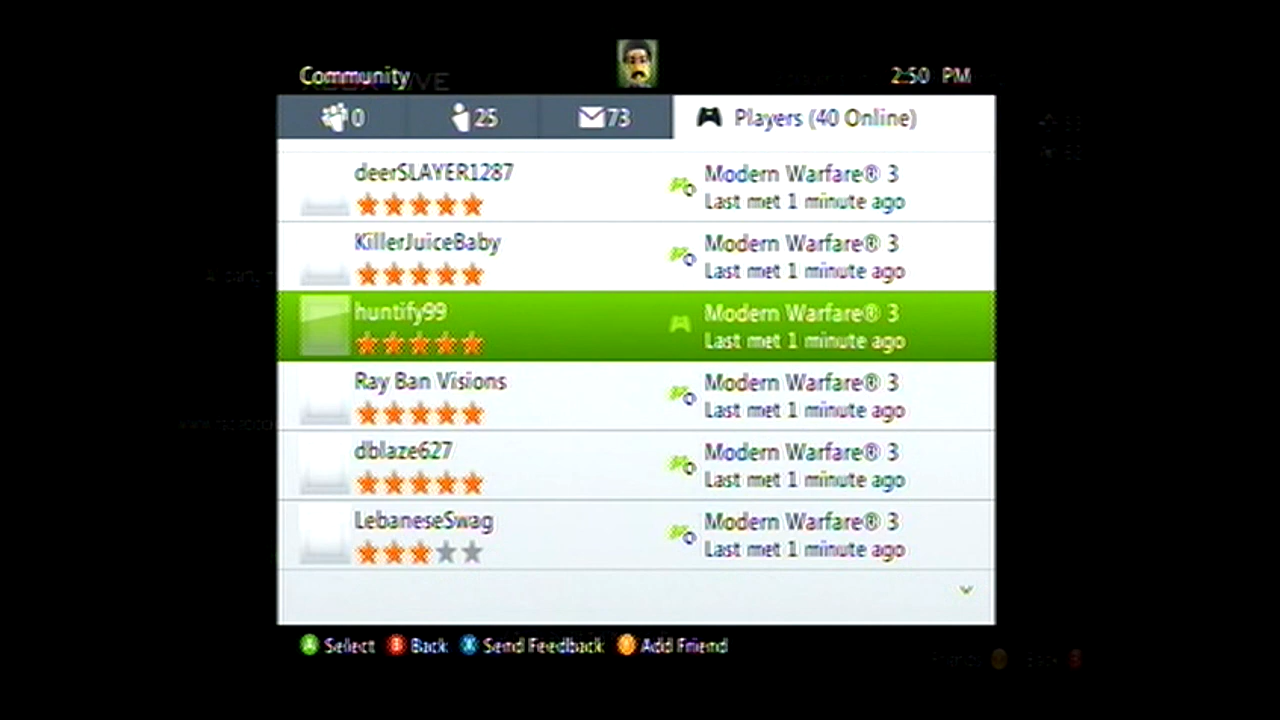 Community
2:50 PM
0
25
73
Players (40 Online)
deerSLAYER1287
Modern Warfare® 3
Last met 1 minute ago
KillerJuiceBaby
Modern Warfare® 3
Last met 1 minute ago
huntify99
Modern Warfare® 3
Last met 1 minute ago
Ray Ban Visions
Modern Warfare® 3
Last met 1 minute ago
dblaze627
Modern Warfare® 3
Last met 1 minute ago
LebaneseSwag
Modern Warfare® 3
Last met 1 minute ago
A Select B Back X Send Feedback Y Add Friend